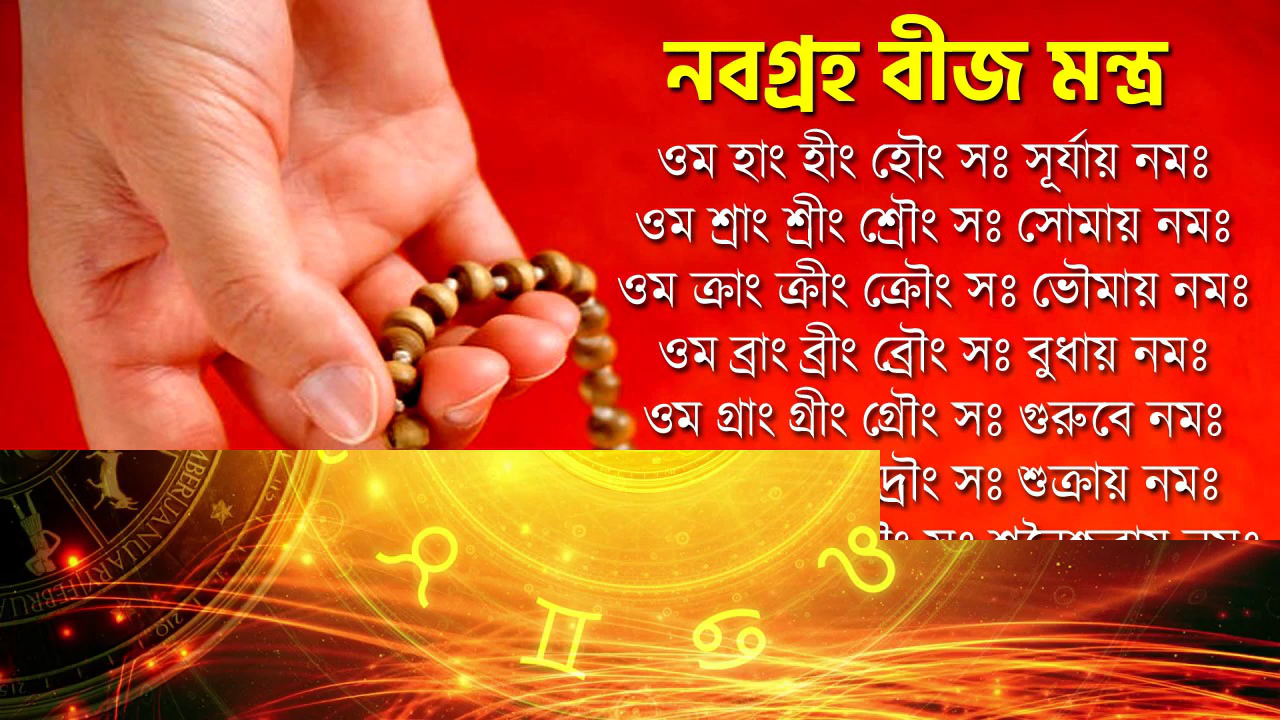 নবগ্রহ বীজ মন্ত্র
ওম হাং হীং হৌং সঃ সূর্যায় নমঃ
ওম শ্রাং শ্রীং শ্রৌং সঃ সোমায় নমঃ
ওম ক্রাং ক্রীং ক্রৌং সঃ ভৌমায় নমঃ
ওম ব্রাং ব্রীং ব্রৌং সঃ বুধায় নমঃ
ওম গ্রাং গ্রীং গ্রৌং সঃ গুরুবে নমঃ
দ্রৌং সঃ শুক্রায় নমঃ